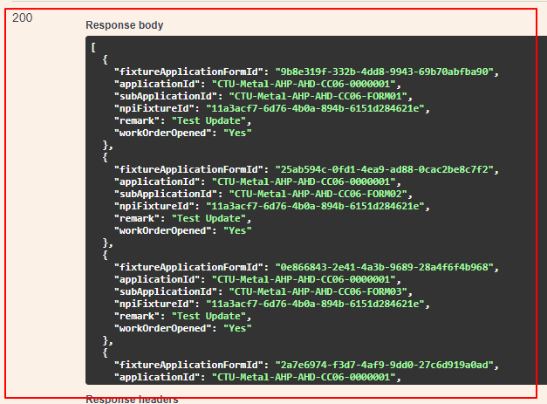 200
Response body
[
{
"fixtureApplicationFormId": "9b8e319f-332b-4dd8-9943-69b70abfba90",
"applicationId": "CTU-Metal-AHP-AHD-CC06-0000001",
"subApplicationId": "CTU-Metal-AHP-AHD-CC06-FORM01",
"npiFixtureId": "11a3acf7-6d76-4b0a-894b-6151d284621e",
"remark": "Test Update",
"workOrderOpened": "Yes"
},
{
"fixtureApplicationFormId": "25ab594c-0fd1-4ea9-ad88-0cac2be8c7f2",
"applicationId": "CTU-Metal-AHP-AHD-CC06-0000001",
"subApplicationId": "CTU-Metal-AHP-AHD-CC06-FORM02",
"npiFixtureId": "11a3acf7-6d76-4b0a-894b-6151d284621e",
"remark": "Test Update",
"workOrderOpened": "Yes"
},
{
"fixtureApplicationFormId": "0e866843-2e41-4a3b-9689-28a4f6f4b968",
"applicationId": "CTU-Metal-AHP-AHD-CC06-0000001",
"subApplicationId": "CTU-Metal-AHP-AHD-CC06-FORM03",
"npiFixtureId": "11a3acf7-6d76-4b0a-894b-6151d284621e",
"remark": "Test Update",
"workOrderOpened": "Yes"
},
{
"fixtureApplicationFormId": "2a7e6974-f3d7-4af9-9dd0-27c6d919a0ad",
"applicationId": "CTU-Metal-AHP-AHD-CC06-0000001",
Response headers